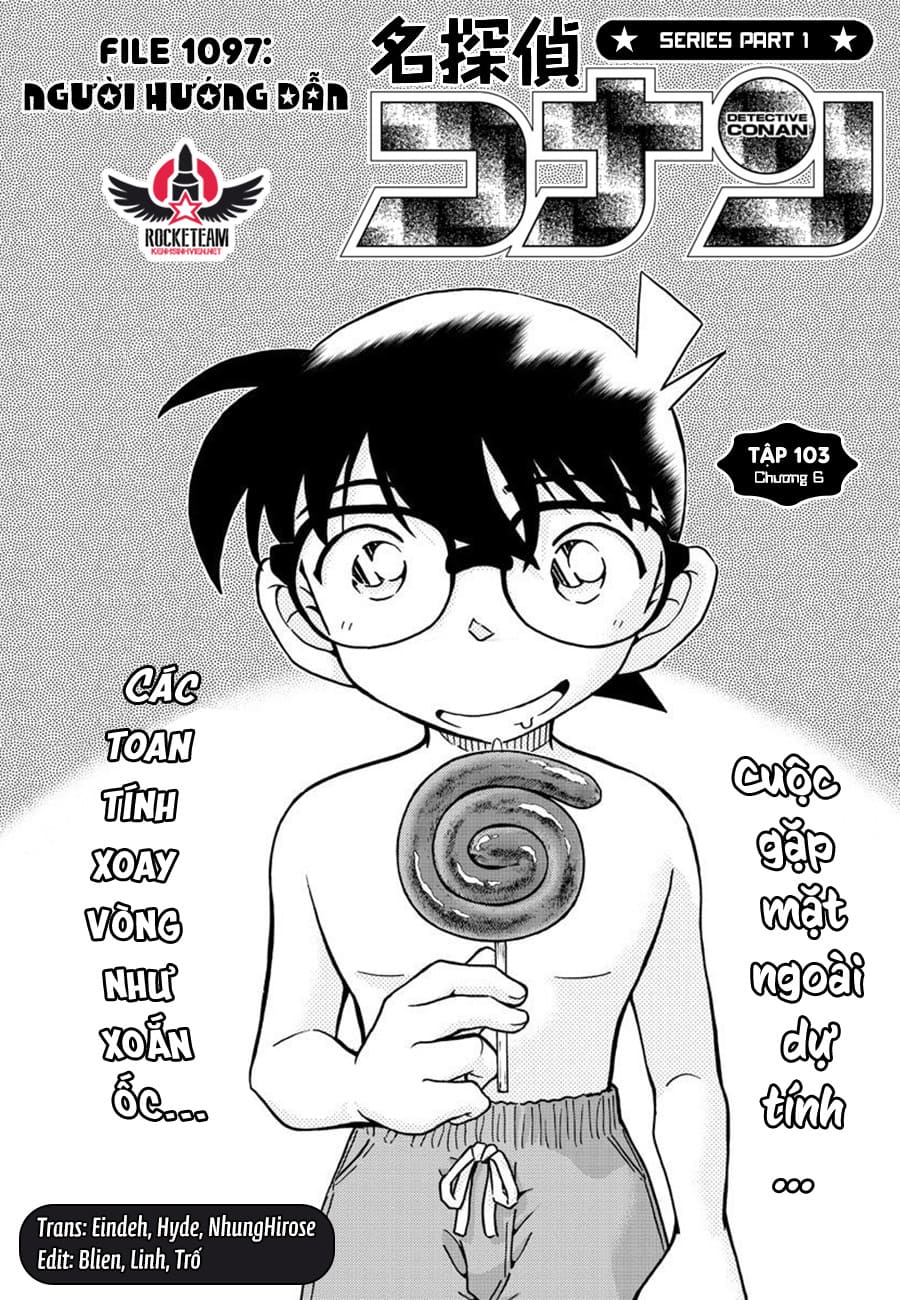 FILE 1097:
NGƯỜI HƯỚNG DẪN
名探偵
SERIES PART 1
コナン
DETECTIVE
CONAN
ROCKETEAM
KENHSINHVIEN.NET
TẬP 103
Chương 6
Cuộc
gặp
mặt
ngoài
dự
tính
...
CÁC
TOAN
TÍNH
XOAY
VÒNG
NHƯ
XOẮN
ỐC...
Trans: Eindeh, Hyde, NhungHirose
Edit: Blien, Linh, Trố